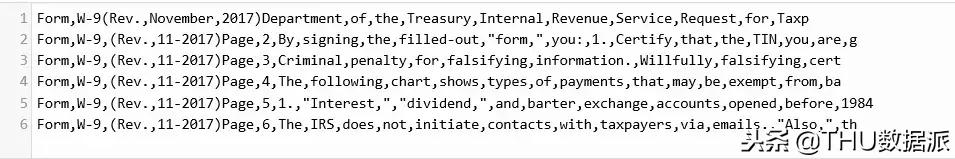 1 Form,W-9(Rev.,November,2017)Department,of,the,Treasury,Internal,Revenue,Service,Request,for,Taxp
2 Form,W-9,(Rev.,11-2017)Page,2,By,signing,the,filled-out,"form,",you:,1.,Certify,that,the,TIN,you,are,g
3 Form,W-9,(Rev.,11-2017)Page,3,Criminal,penalty,for,falsifying,information.,Willfully,falsifying,cert
4 Form,W-9,(Rev.,11-2017)Page,4,The,following,chart,shows,types,of,payments,that,may,be,exempt,from,ba
5 Form,W-9,(Rev.,11-2017)Page,5,1.,"Interest,","dividend,",and,barter,exchange,accounts,opened,before,1984
6 Form,W-9,(Rev.,11-2017)Page,6,The,IRS,does,not,initiate,contacts,with,taxpayers,via,emails.,"Also,",th
头条 @THU数据派